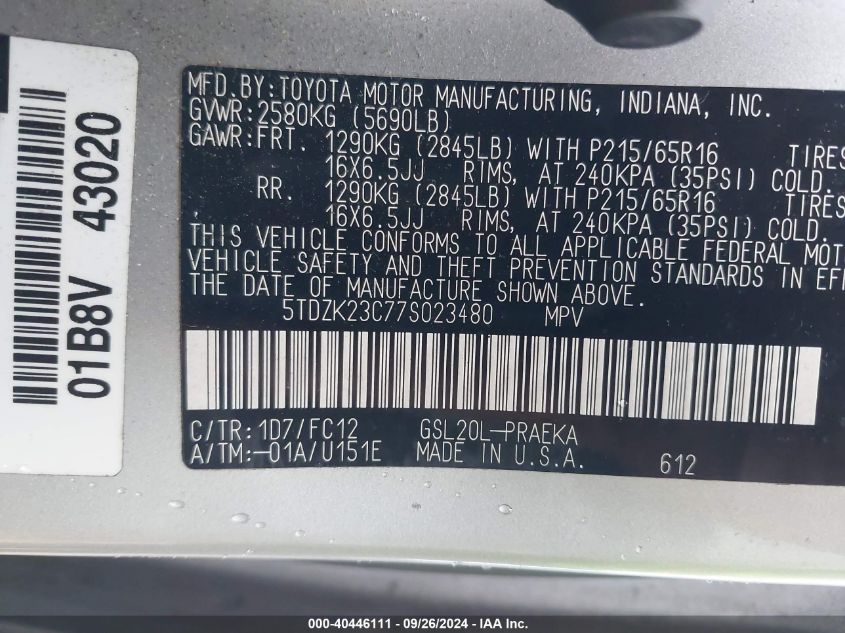 01B8V 43020
MFD.BY:TOYOTA MOTOR MANUFACTURING, INDIANA, INC.
GVWR:2580KG (5690LB)
GAWR:FRT. 1290KG (2845LB) WITH P215/65R16 TIRES
16X6.5JJ RIMS, AT 240KPA (35PSI) COLD.
RR. 1290KG (2845LB) WITH P215/65R16 TIRES
16X6.5JJ RIMS, AT 240KPA (35PSI) COLD.
THIS VEHICLE CONFORMS TO ALL APPLICABLE FEDERAL MOT
VEHICLE SAFETY AND THEFT PREVENTION STANDARDS IN EFF
THE DATE OF MANUFACTURE SHOWN ABOVE.
5TDZK23C77S023480 MPV
C/TR:1D7/FC12 GSL20L-PRAEKA
A/TM:-01A/U151E MADE IN U.S.A. 612
000-40446111 - 09/26/2024 - IAA Inc.